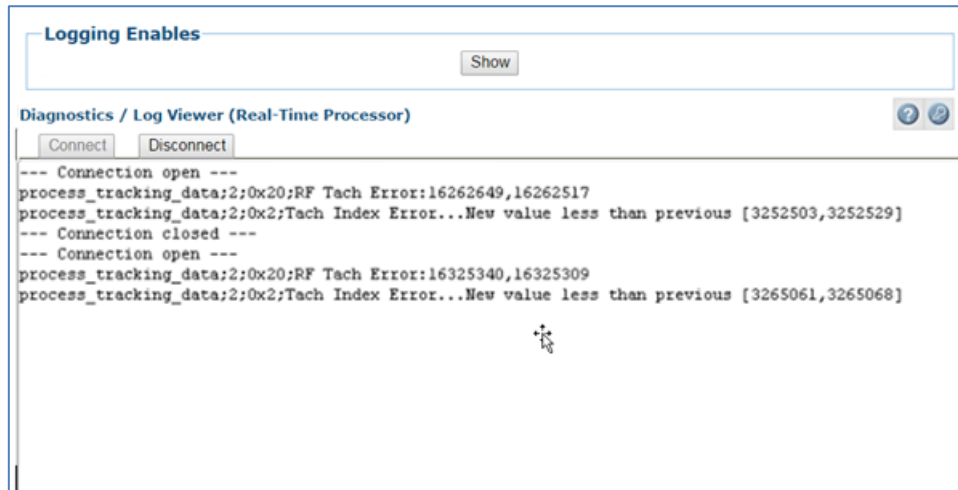 Logging Enables
Show
Diagnostics / Log Viewer (Real-Time Processor)
Connect Disconnect
--- Connection open ---
process_tracking_data;2;0x20;RF Tach Error:16262649,16262517
process_tracking_data;2;0x2;Tach Index Error...New value less than previous [3252503,3252529]
--- Connection closed ---
--- Connection open ---
process_tracking_data;2;0x20;RF Tach Error:16325340,16325309
process_tracking_data;2;0x2;Tach Index Error...New value less than previous [3265061,3265068]